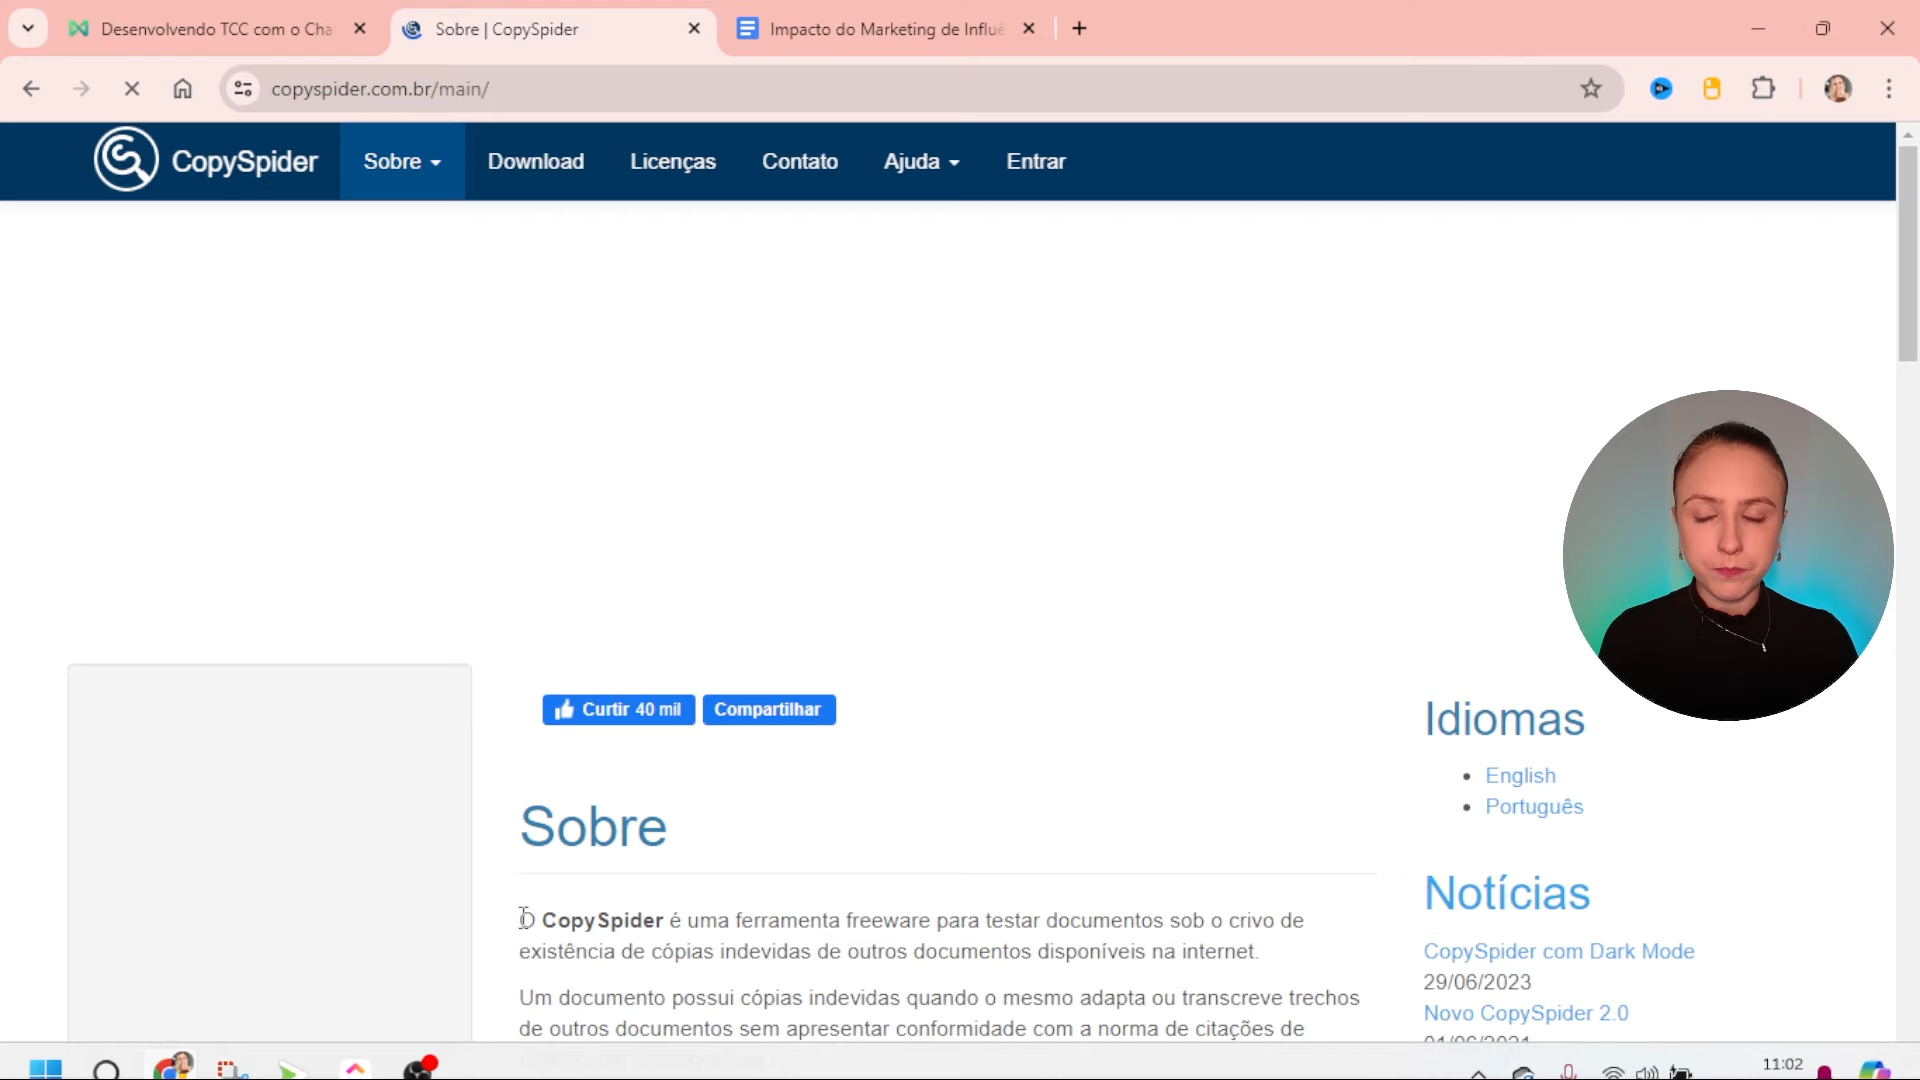 Desenvolvendo TCC com o Cha
Sobre | CopySpider
Impacto do Marketing de Influê
copyspider.com.br/main/
CopySpider
Sobre
Download
Licenças
Contato
Ajuda
Entrar
Curtir 40 mil
Compartilhar
Sobre
O CopySpider é uma ferramenta freeware para testar documentos sob o crivo de
existência de cópias indevidas de outros documentos disponíveis na internet.
Um documento possui cópias indevidas quando o mesmo adapta ou transcreve trechos
de outros documentos sem apresentar conformidade com a norma de citações de
Idiomas
English
Português
Notícias
CopySpider com Dark Mode
29/06/2023
Novo CopySpider 2.0
01/06/2021
11:02